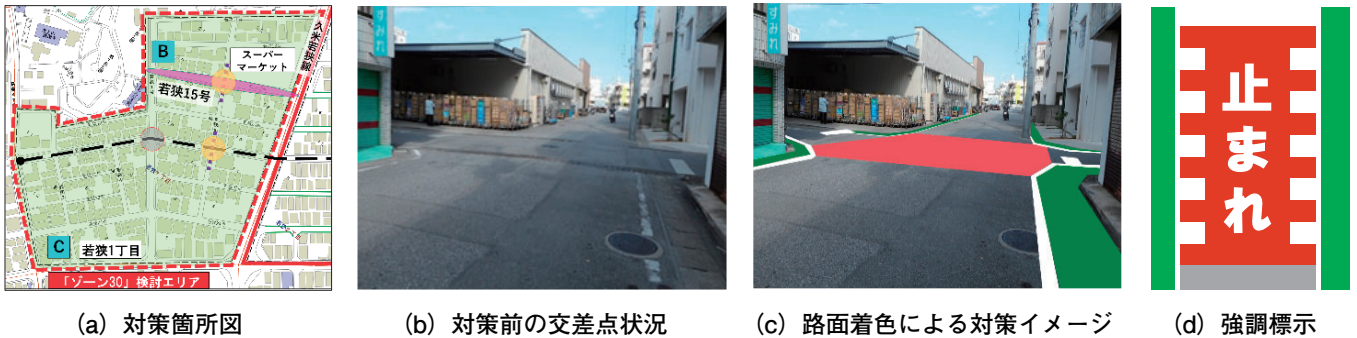 B
スーパー
マーケット
久米若狭線
若狭15号
C
若狭1丁目
「ゾーン30」検討エリア
すみれ
すみれ
止まれ
(a) 対策箇所図
(b) 対策前の交差点状況
(c) 路面着色による対策イメージ
(d) 強調標示